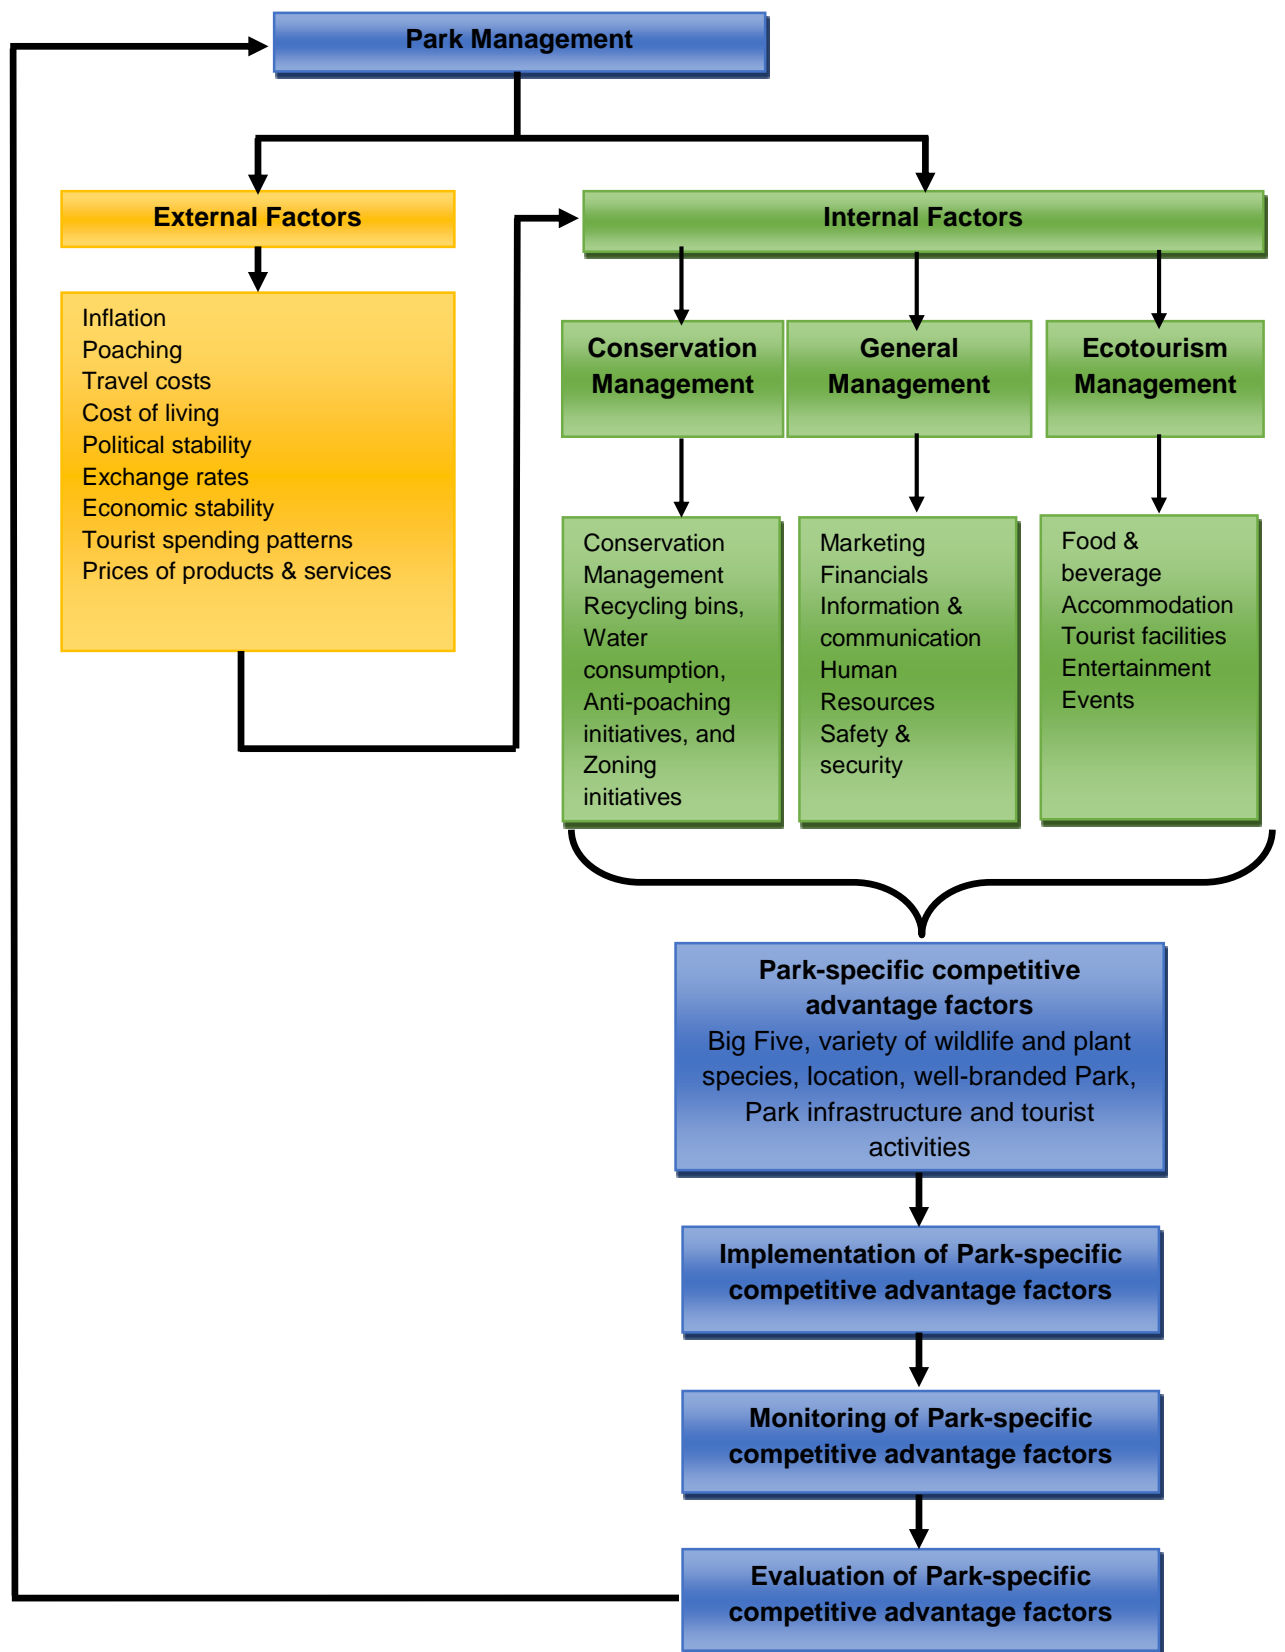 Park Management
External Factors
Internal Factors
Inflation
Poaching
Travel costs
Cost of living
Political stability
Exchange rates
Economic stability
Tourist spending patterns
Prices of products & services
Conservation
Management
General
Management
Ecotourism
Management
Conservation
Management
Recycling bins,
Water
consumption,
Anti-poaching
initiatives, and
Zoning
initiatives
Marketing
Financials
Information &
communication
Human
Resources
Safety &
security
Food &
beverage
Accommodation
Tourist facilities
Entertainment
Events
Park-specific competitive
advantage factors
Big Five, variety of wildlife and plant
species, location, well-branded Park,
Park infrastructure and tourist
activities
Implementation of Park-specific
competitive advantage factors
Monitoring of Park-specific
competitive advantage factors
Evaluation of Park-specific
competitive advantage factors